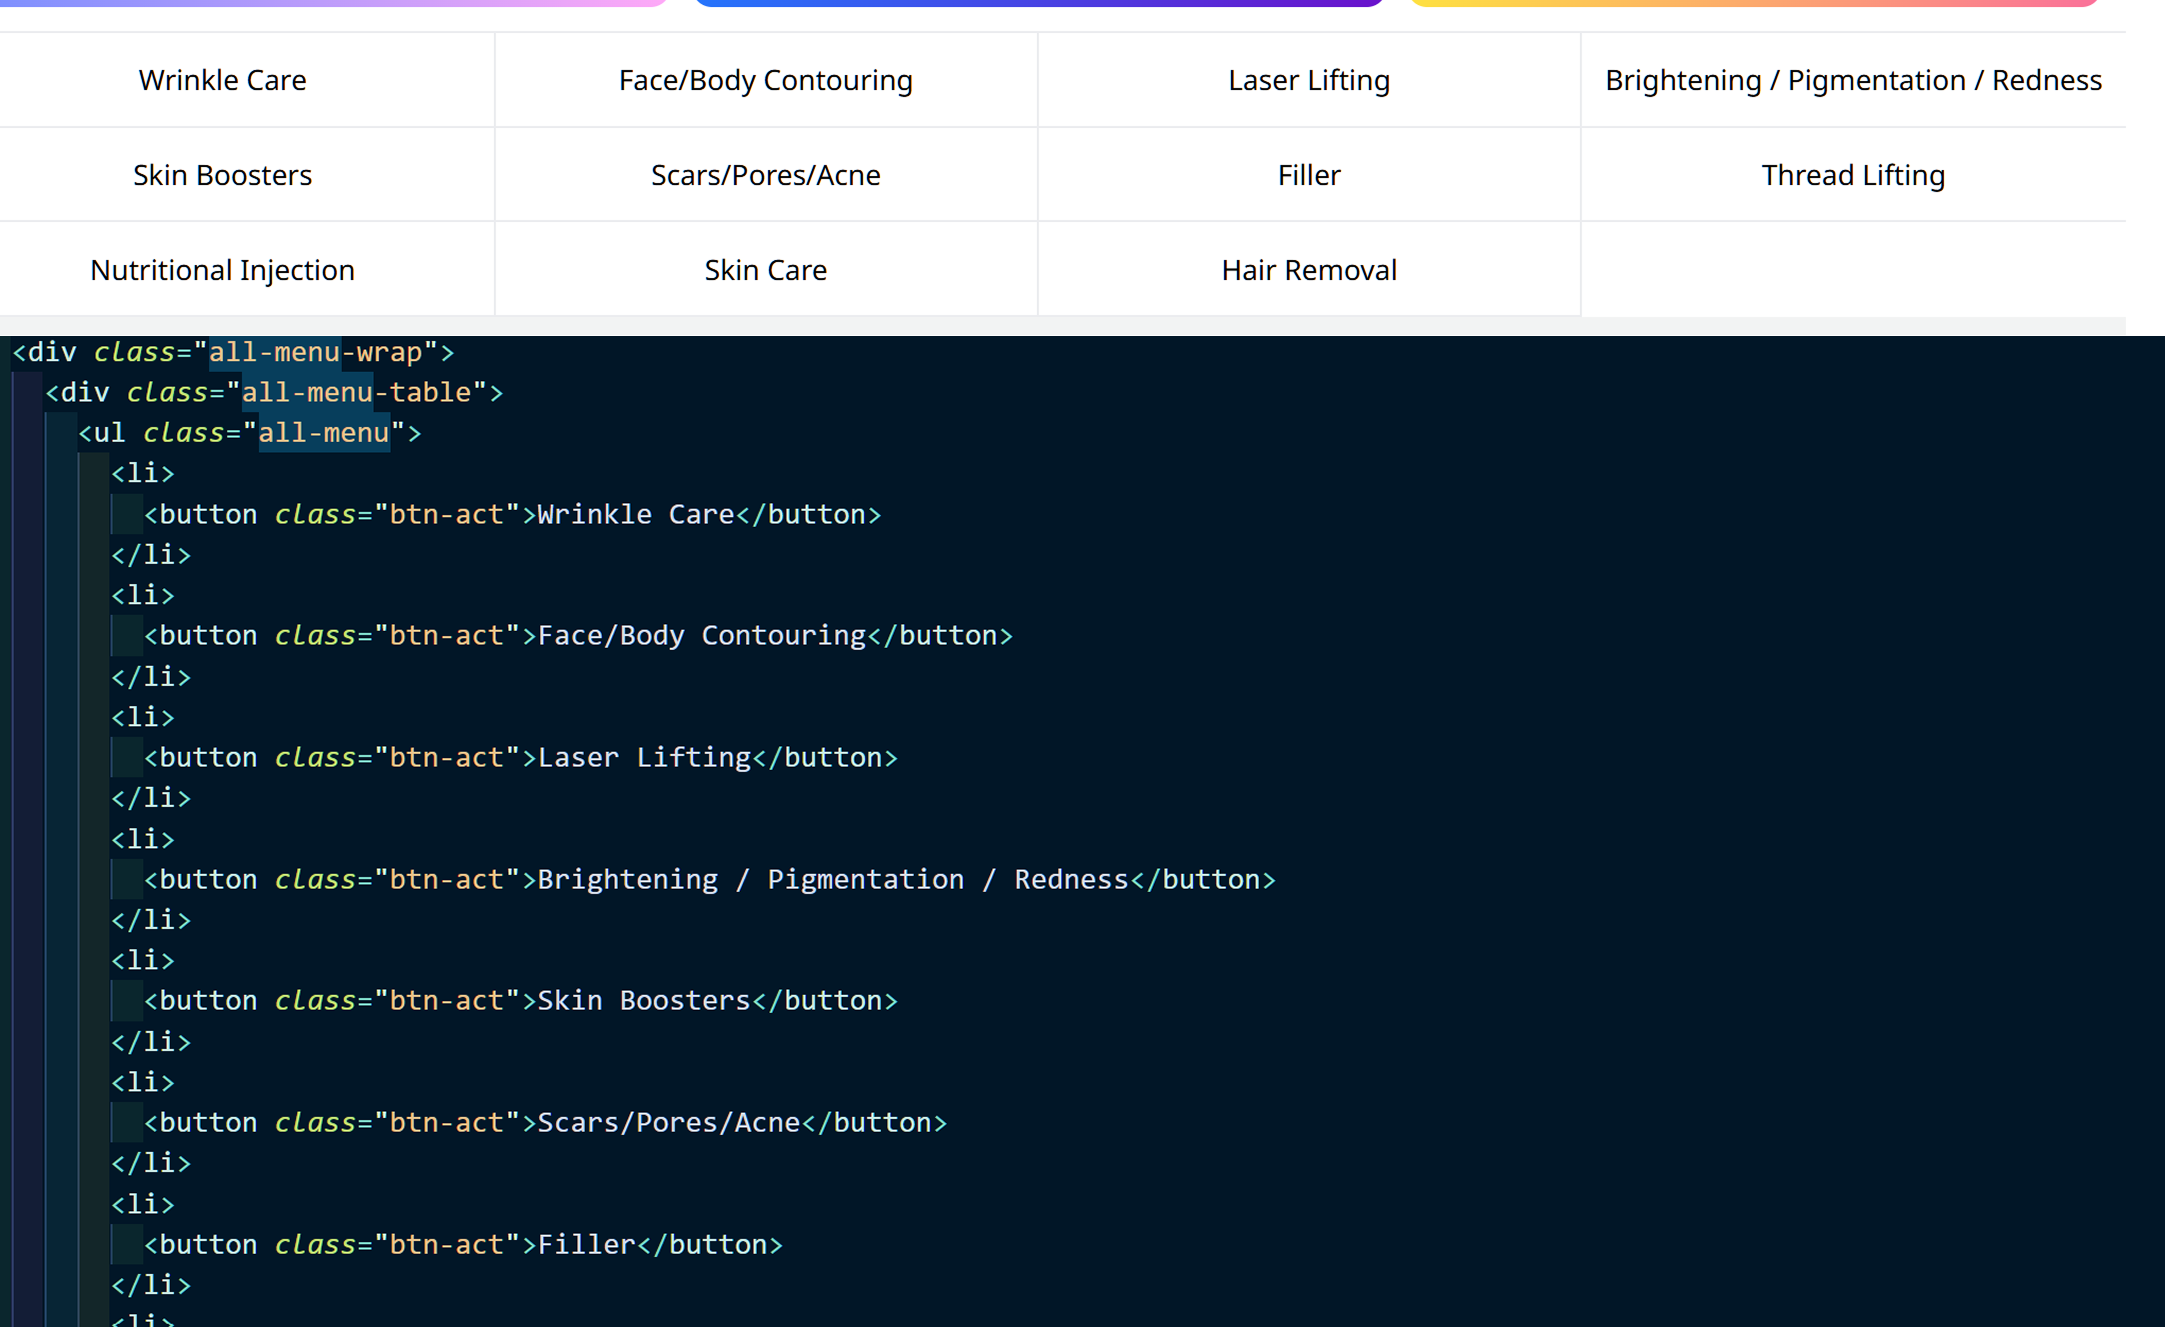 Wrinkle Care Face/Body Contouring Laser Lifting Brightening / Pigmentation / Redness
Skin Boosters Scars/Pores/Acne Filler Thread Lifting
Nutritional Injection Skin Care Hair Removal
<div class="all-menu-wrap">
<div class="all-menu-table">
<ul class="all-menu">
<li>
<button class="btn-act">Wrinkle Care</button>
</li>
<li>
<button class="btn-act">Face/Body Contouring</button>
</li>
<li>
<button class="btn-act">Laser Lifting</button>
</li>
<li>
<button class="btn-act">Brightening / Pigmentation / Redness</button>
</li>
<li>
<button class="btn-act">Skin Boosters</button>
</li>
<li>
<button class="btn-act">Scars/Pores/Acne</button>
</li>
<li>
<button class="btn-act">Filler</button>
</li>
<li>